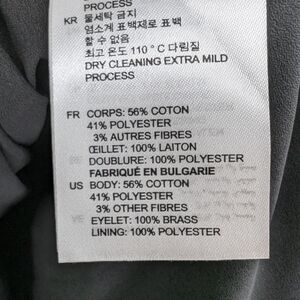 PROCESS
KR 물세탁 금지
염소계 표백제로 표백
할 수 없음
최고 온도 110 ° C 다림질
DRY CLEANING EXTRA MILD
PROCESS
FR CORPS: 56% COTON
41% POLYESTER
3% AUTRES FIBRES
ŒILLET: 100% LAITON
DOUBLURE: 100% POLYESTER
FABRIQUÉ EN BULGARIE
US BODY: 56% COTTON
41% POLYESTER
3% OTHER FIBRES
EYELET: 100% BRASS
LINING: 100% POLYESTER